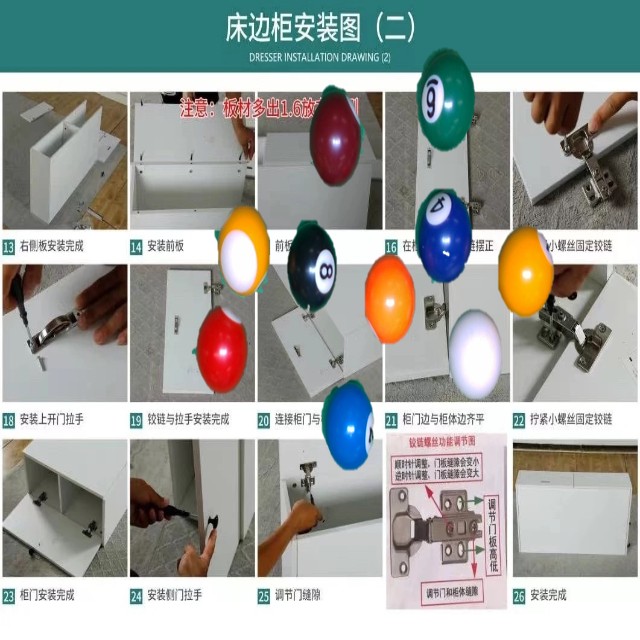 床边柜安装图（二）
DRESSER INSTALLATION DRAWING (2)
注意：板材多出1.6放
13 右侧板安装完成
14 安装前板
前板
16 在柜
摆正
小螺丝固定铰链
18 安装上开门拉手
19 铰链与拉手安装完成
20 连接柜门与
21 柜门边与柜体边齐平
22 拧紧小螺丝固定铰链
铰链螺丝功能调节图
顺时针调整，门板缝隙会变小
逆时针调整，门板缝隙会变大
调节门板高低
调节门和柜体缝隙
23 柜门安装完成
24 安装侧门拉手
25 调节门缝隙
26 安装完成
6
4
8